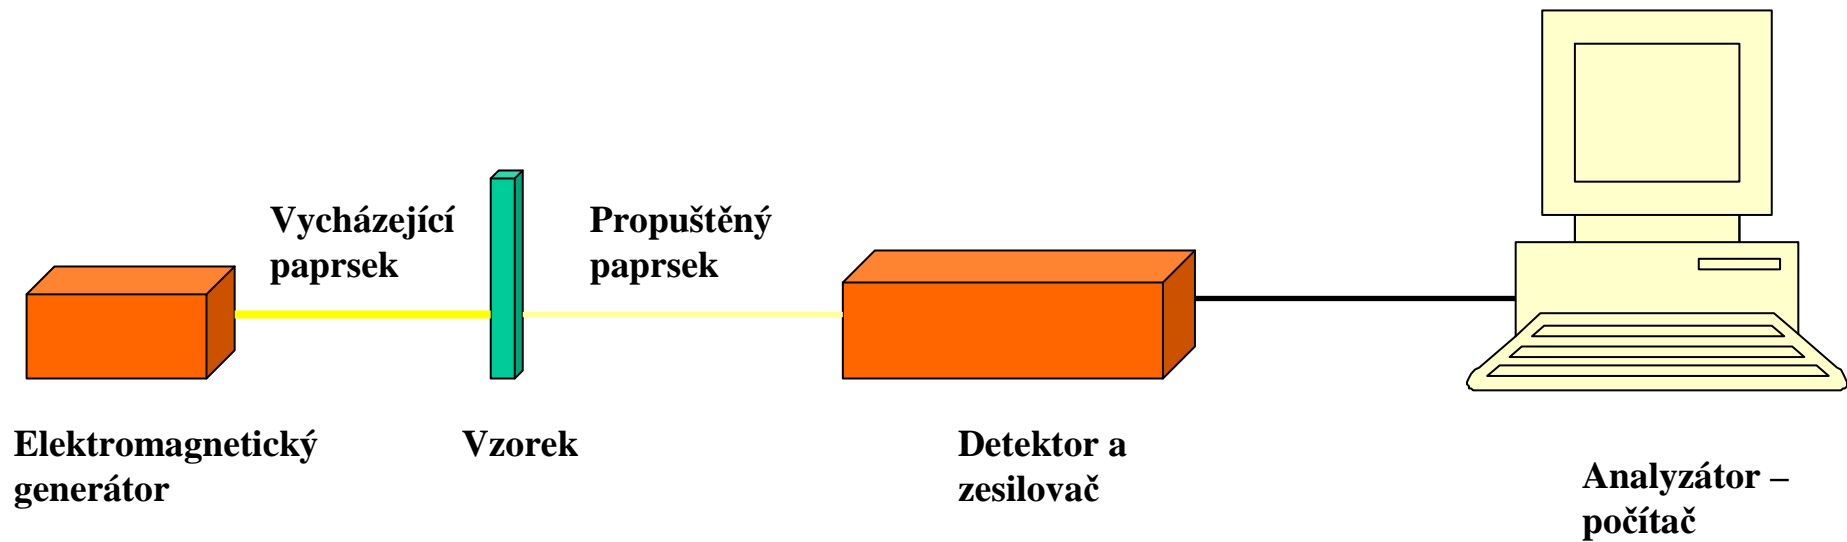 Vycházející
paprsek
Propuštěný
paprsek
Elektromagnetický
generátor
Vzorek
Detektor a
zesilovač
Analyzátor –
počítač